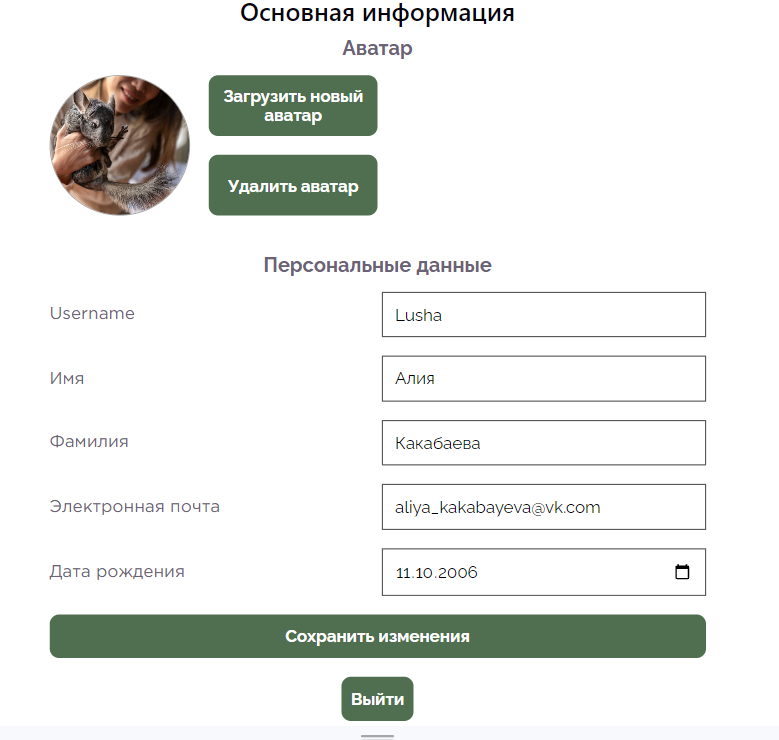 Основная информация
Аватар
Загрузить новый
аватар
Удалить аватар
Персональные данные
Username
Lusha
Имя
Алия
Фамилия
Какабаева
Электронная почта
aliya_kakabayeva@vk.com
Дата рождения
11.10.2006
Сохранить изменения
Выйти